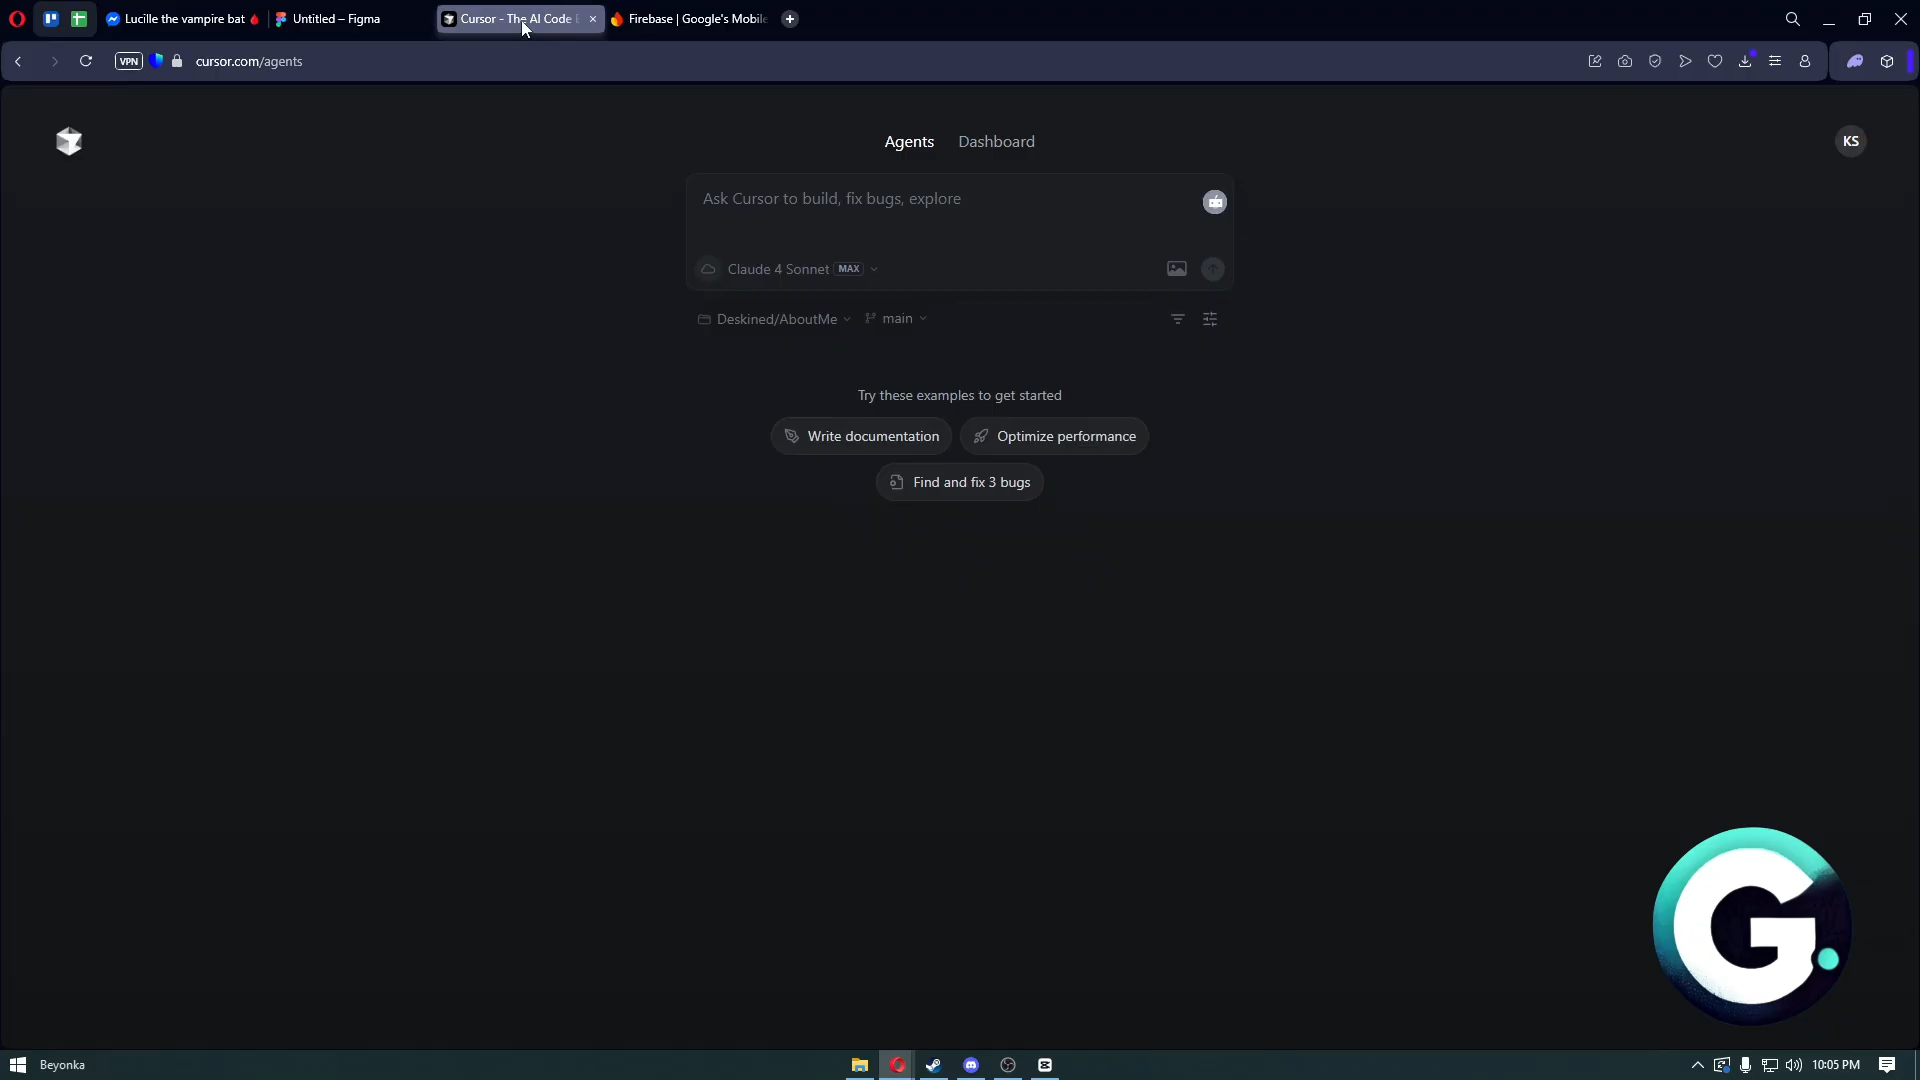 Lucille the vampire bat
Untitled – Figma
Cursor - The AI Code E
Firebase | Google's Mobile
VPN
cursor.com/agents
Agents
Dashboard
KS
Ask Cursor to build, fix bugs, explore
Claude 4 Sonnet MAX
Deskined/AboutMe
main
Try these examples to get started
Write documentation
Optimize performance
Find and fix 3 bugs
G.
Beyonka
10:05 PM